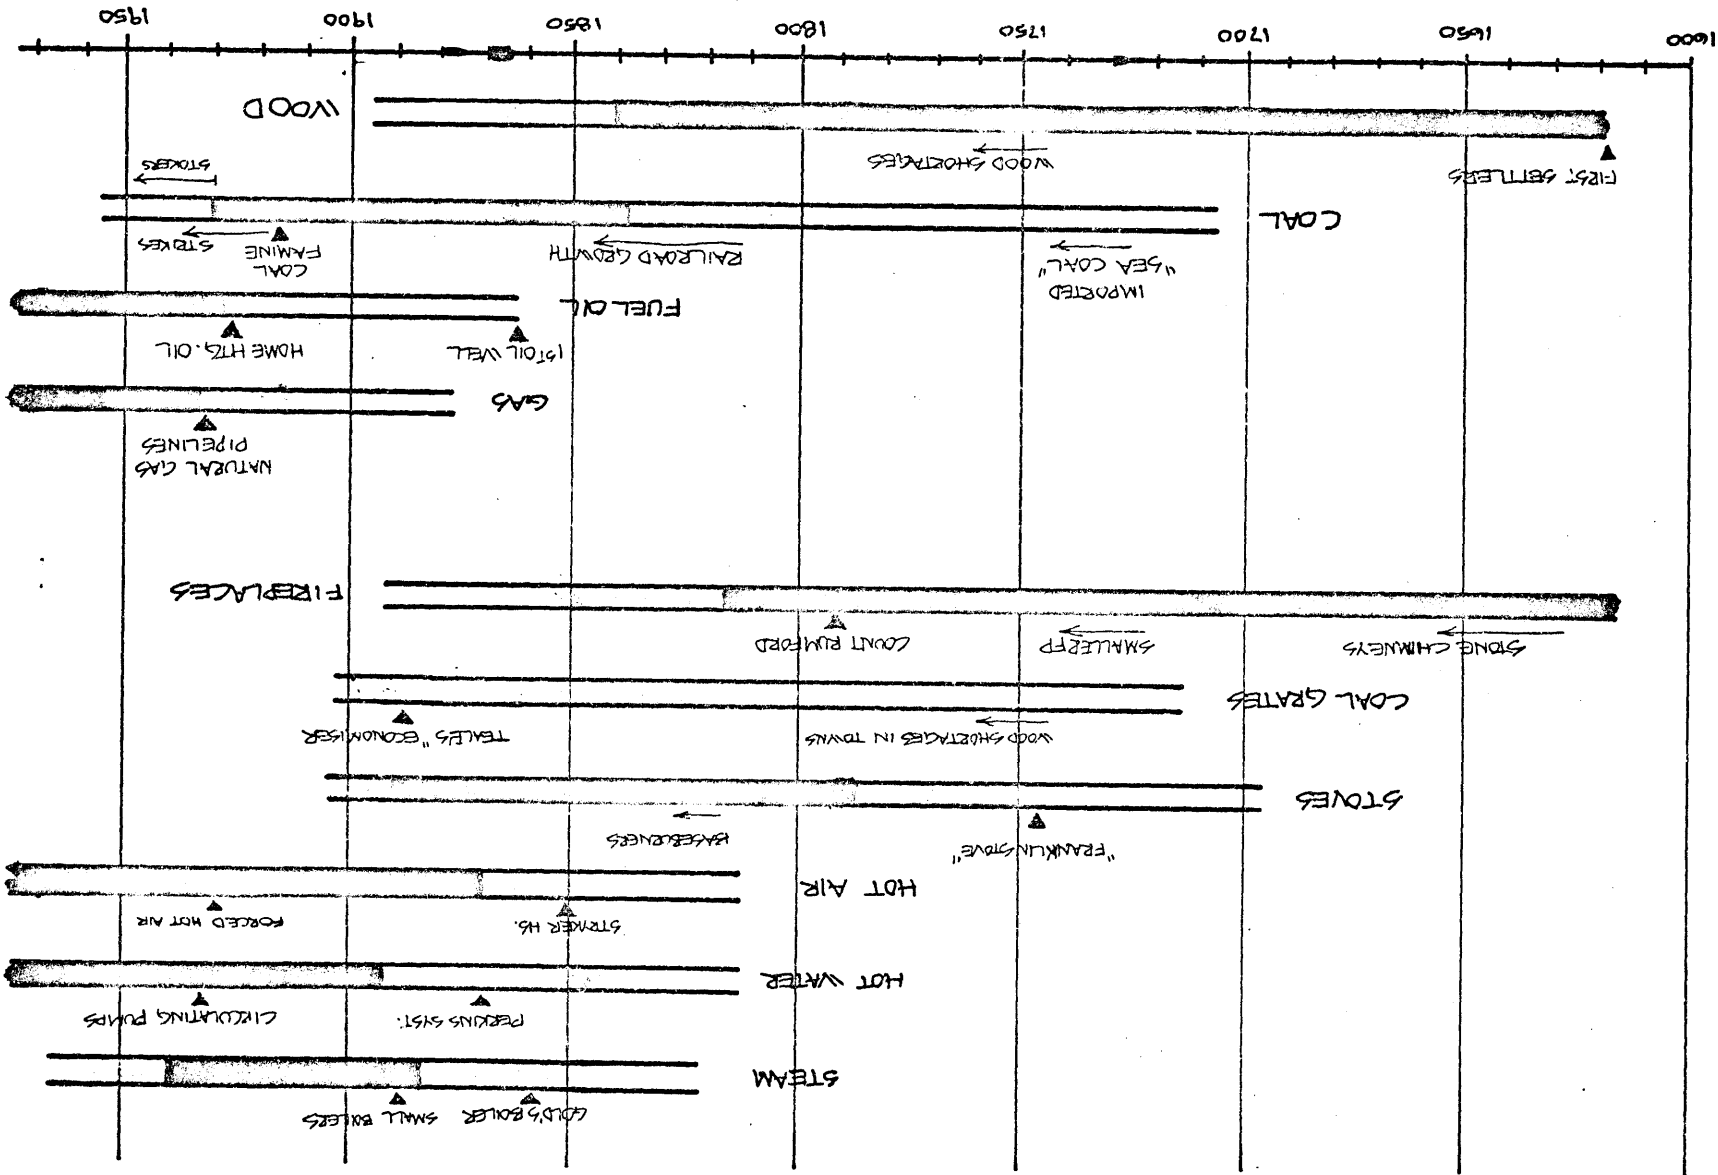 GOLD'S BOILER
SMALL BOILERS
STEAM
PERKINS SYST.
CIRCULATING PUMPS
HOT WATER
STRYKER HS.
FORCED HOT AIR
HOT AIR
"FRANKLIN STOVE"
BASEBURNERS
STOVES
WOOD SHORTAGES IN TOWNS
TEALE'S "ECONOMISER
COAL GRATES
STONE CHIMNEYS
SMALLER FP
COUNT RUMFORD
FIREPLACES
NATURAL GAS
PIPELINES
GAS
1ST OIL WELL
HOME HTG. OIL
FUEL OIL
IMPORTED
"SEA COAL"
RAILROAD GROWTH
COAL
FAMINE
STRIKES
COAL
STOKERS
FIRST SETTLERS
WOOD SHORTAGES
WOOD
1600
1650
1700
1750
1800
1850
1900
1950